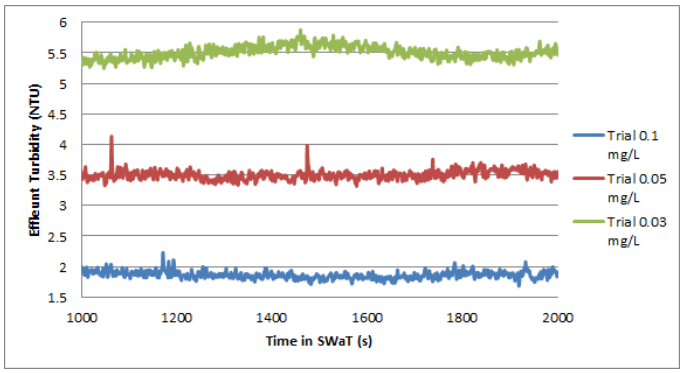 6
5.5
5
4.5
4
3.5
3
2.5
2
1.5
Effleunt Turbidity (NTU)
1000
1200
1400
1600
1800
2000
Time in SWaT (s)
Trial 0.1
mg/L
Trial 0.05
mg/L
Trial 0.03
mg/L